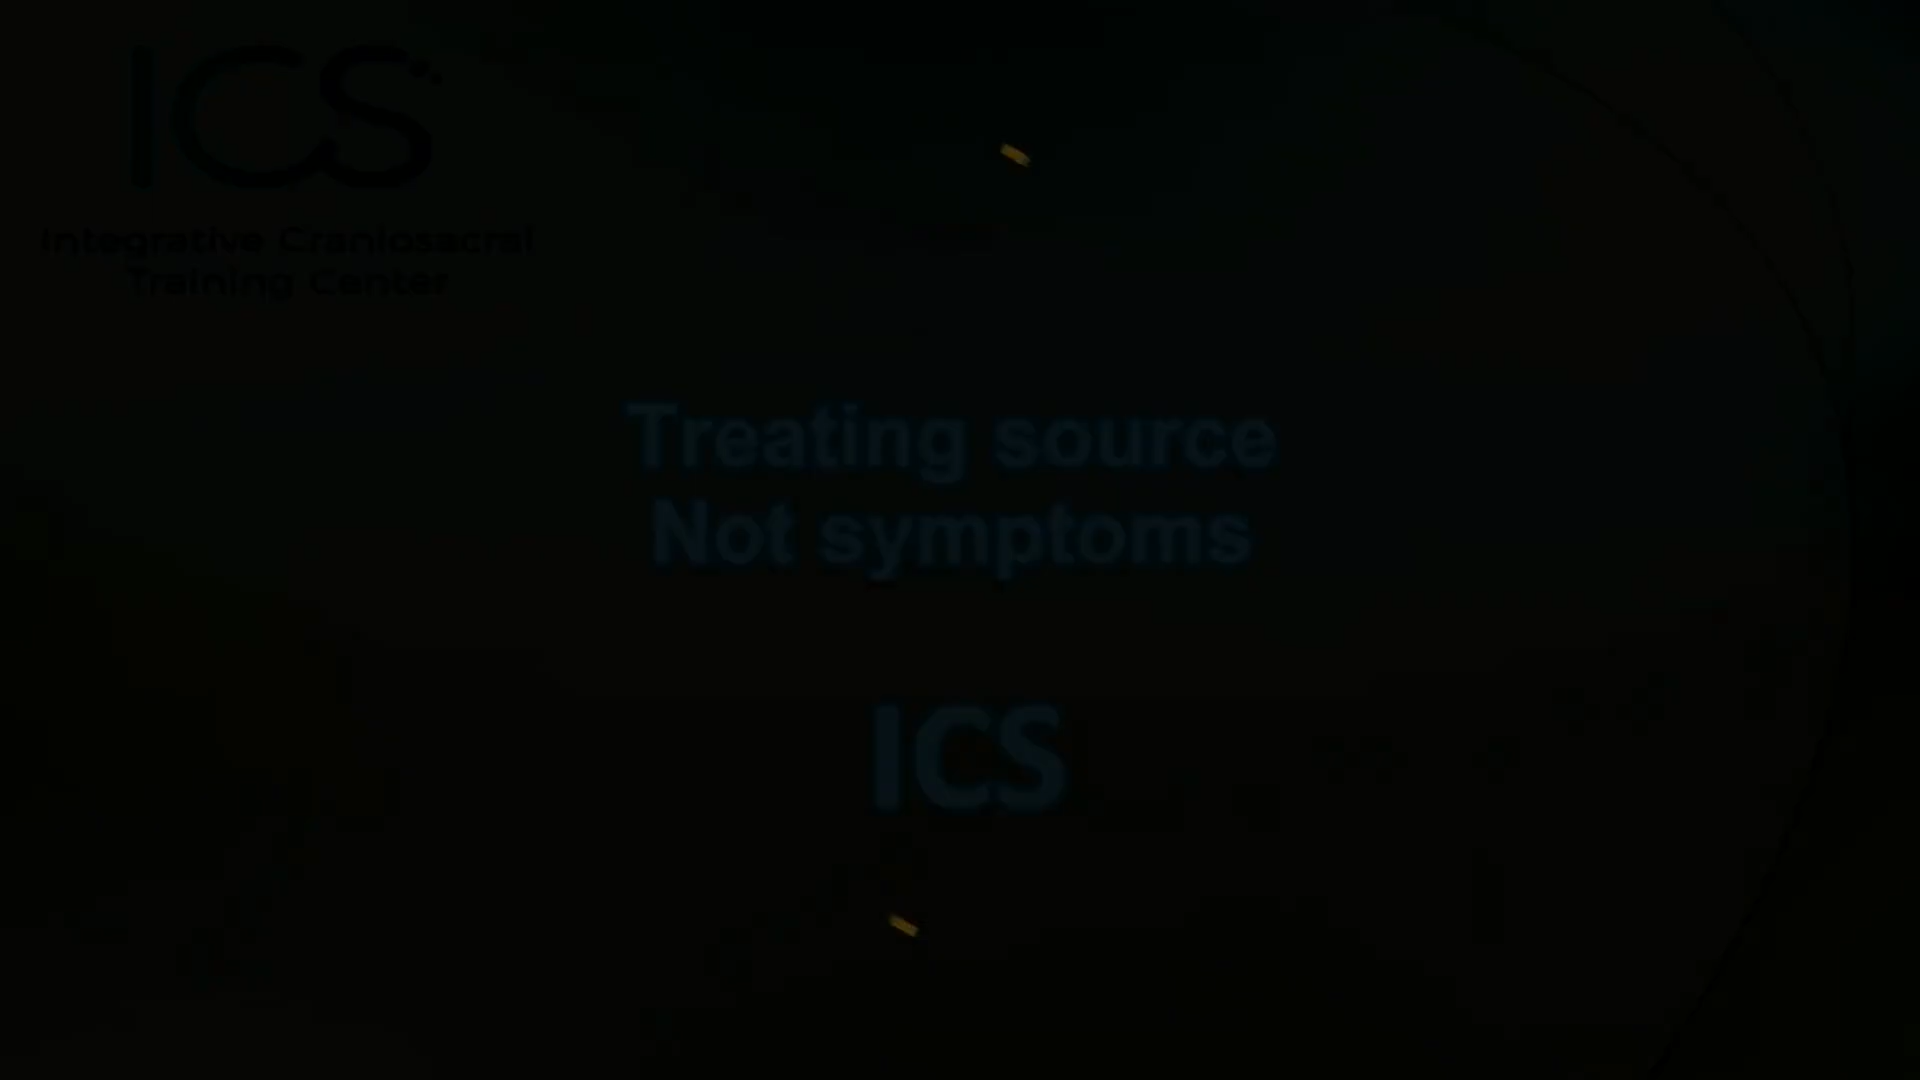 ICS
Integrative Craniosacral
Training Center
Treating source
Not symptoms
ICS